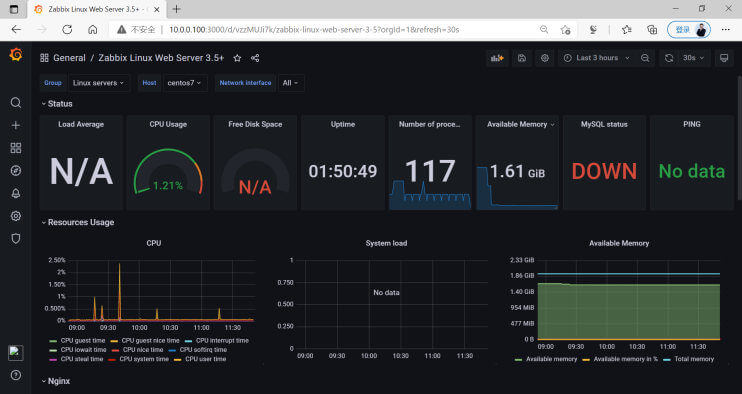 Zabbix Linux Web Server 3.5+ - G
不安全 10.0.0.100:3000/d/vzzMUJi7k/zabbix-linux-web-server-3-5?orgId=1&refresh=30s
登录
General / Zabbix Linux Web Server 3.5+
Last 3 hours
30s
Group Linux servers Host centos7 Network interface All
Status
Load Average CPU Usage Free Disk Space Uptime Number of proce... Available Memory MySQL status PING
N/A 1.21% N/A 01:50:49 117 1.61 GiB DOWN No data
Resources Usage
CPU
2.50%
2%
1.50%
1%
0.500%
0%
09:00 09:30 10:00 10:30 11:00 11:30
CPU guest time CPU guest nice time CPU interrupt time
CPU iowait time CPU nice time CPU softirq time
CPU steal time CPU system time CPU user time
System load
1
0.750
0.500
0.250
0
No data
09:00 10:00 11:00
09:30 10:30 11:30
Available Memory
2.33 GiB
1.86 GiB
1.40 GiB
954 MiB
477 MiB
0 B
09:00 10:00 11:00
09:30 10:30 11:30
Available memory Available memory in % Total memory
Nginx